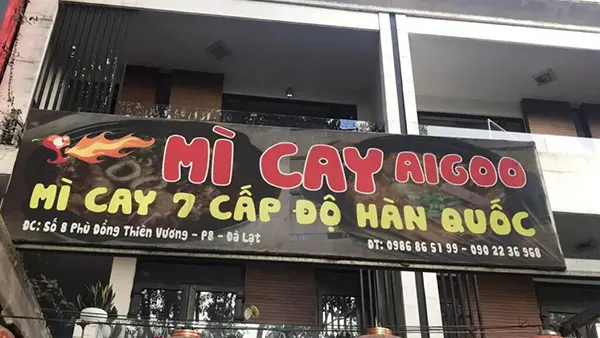 MÌ CAY AIGOO
MÌ CAY 7 CẤP ĐỘ HÀN QUỐC
ĐC: Số 8 Phù Đổng Thiên Vương - P8 - Đà Lạt
ĐT: 0986 86 51 99 - 090 22 36 968